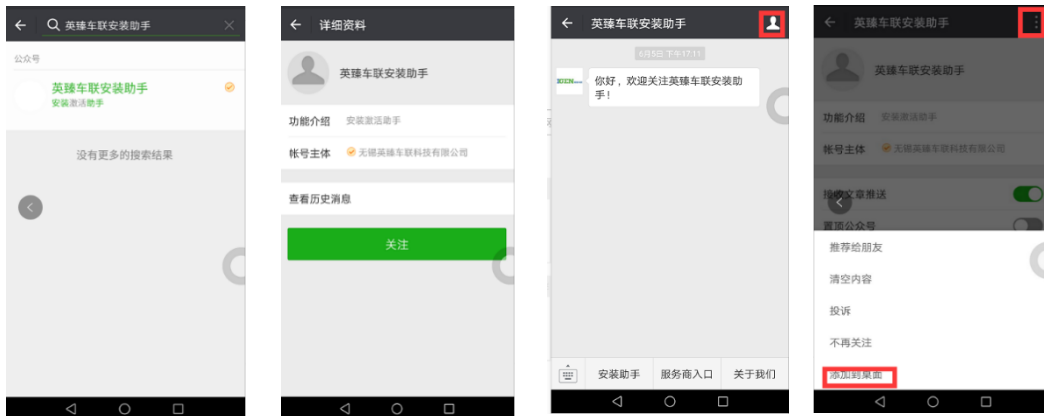 英臻车联安装助手
公众号
英臻车联安装助手
安装激活助手
没有更多的搜索结果
详细资料
英臻车联安装助手
功能介绍 安装激活助手
帐号主体 无锡英臻车联科技有限公司
查看历史消息
关注
英臻车联安装助手
6月5日 下午17:11
你好，欢迎关注英臻车联安装助
手！
安装助手 服务商入口 关于我们
英臻车联安装助手
英臻车联安装助手
功能介绍 安装激活助手
帐号主体 无锡英臻车联科技有限公司
接收文章推送
置顶公众号
推荐给朋友
清空内容
投诉
不再关注
添加到桌面